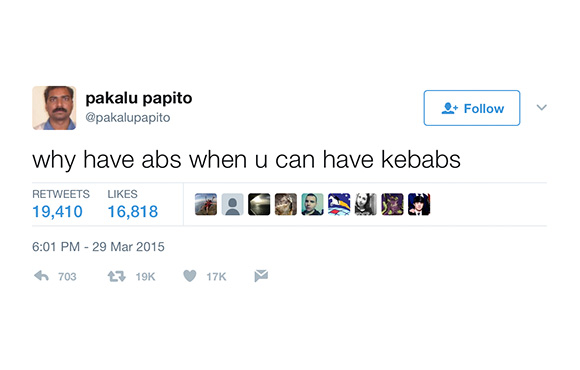 pakalu papito
@pakalupapito
Follow
why have abs when u can have kebabs
RETWEETS LIKES
19,410 16,818
6:01 PM - 29 Mar 2015
703 19K 17K